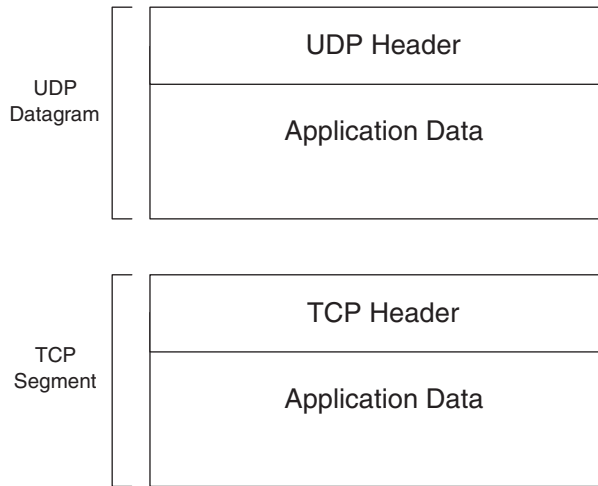 UDP Header
UDP
Datagram
Application Data
TCP Header
TCP
Segment
Application Data